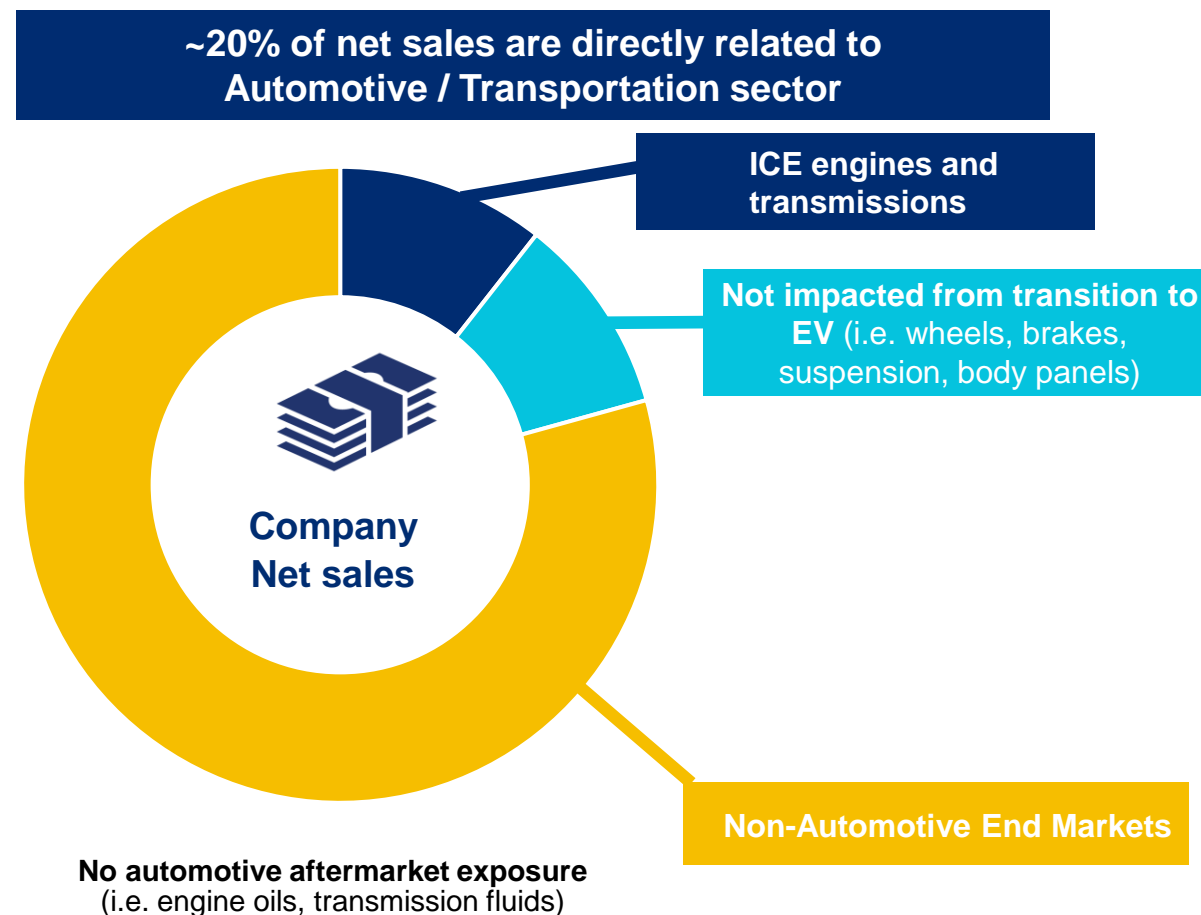 ~20% of net sales are directly related to
Automotive / Transportation sector
ICE engines and
transmissions
Not impacted from transition to
EV (i.e. wheels, brakes,
suspension, body panels)
Company
Net sales
Non-Automotive End Markets
No automotive aftermarket exposure
(i.e. engine oils, transmission fluids)